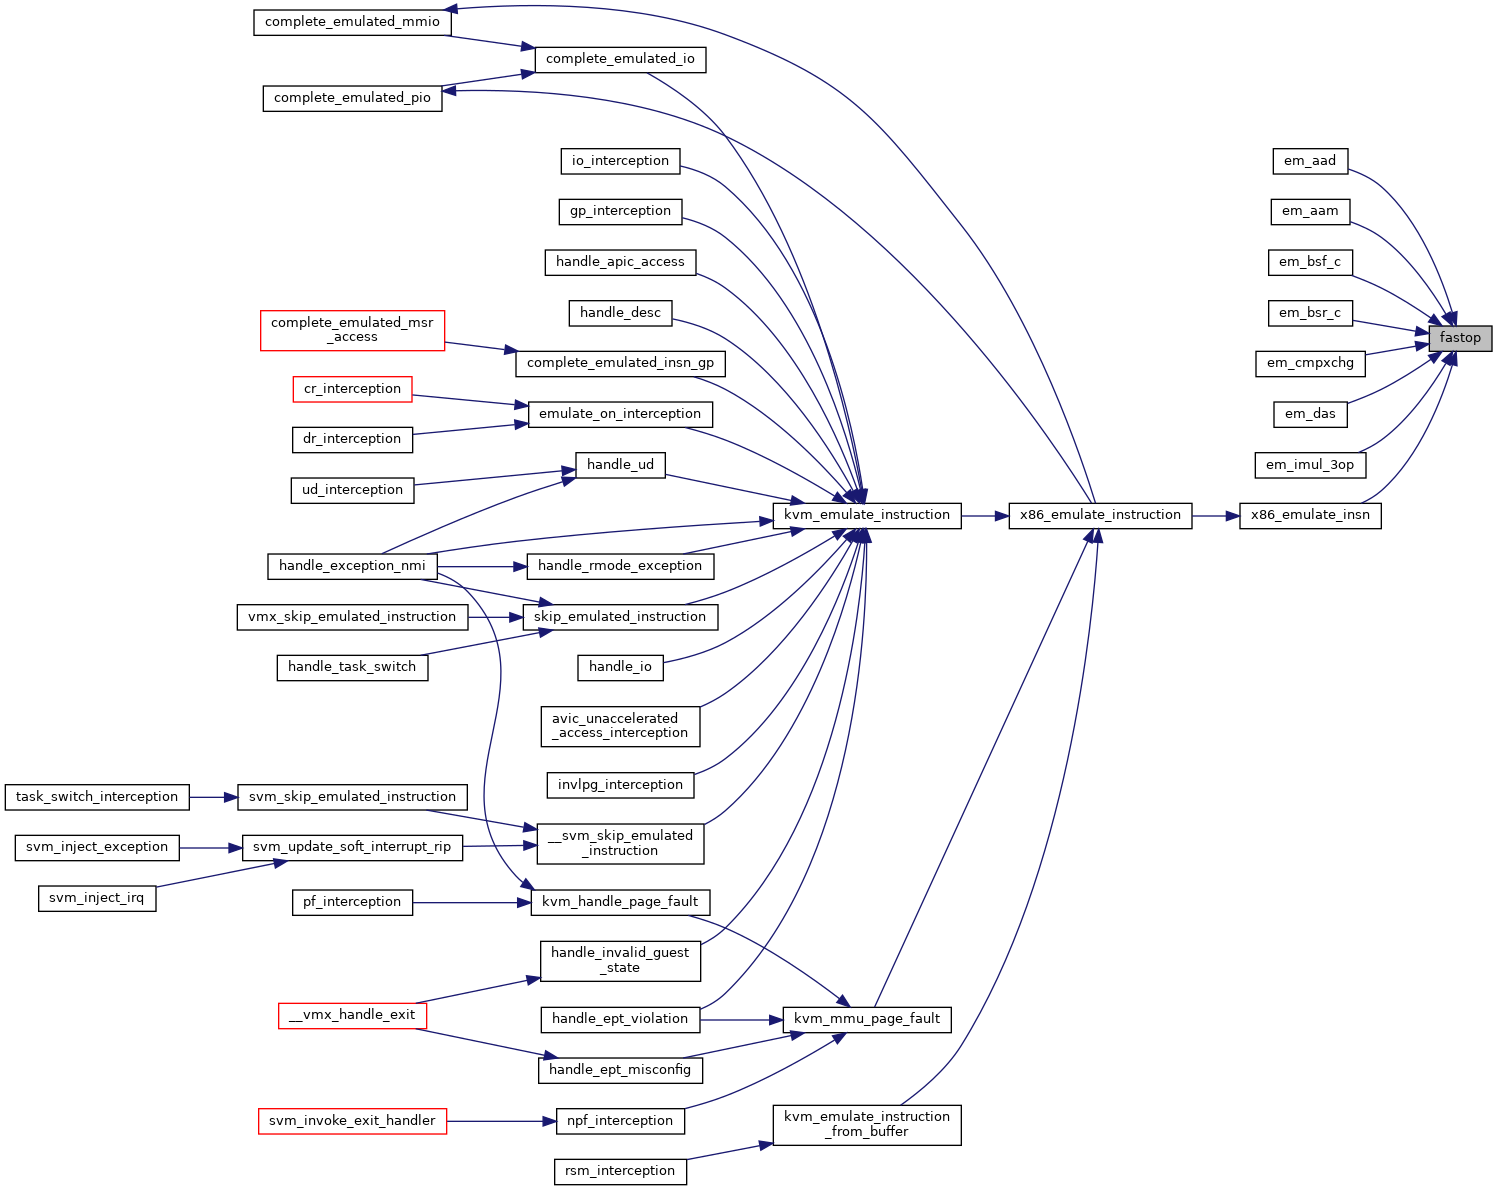 complete_emulated_mmio
complete_emulated_io
complete_emulated_pio
io_interception
em_aad
gp_interception
em_aam
handle_apic_access
em_bsf_c
handle_desc
em_bsr_c
complete_emulated_msr
_access
fastop
complete_emulated_insn_gp
em_cmpxchg
cr_interception
emulate_on_interception
em_das
dr_interception
handle_ud
em_imul_3op
ud_interception
kvm_emulate_instruction
x86_emulate_instruction
x86_emulate_insn
handle_exception_nmi
handle_rmode_exception
vmx_skip_emulated_instruction
skip_emulated_instruction
handle_task_switch
handle_io
avic_unaccelerated
_access_interception
invlpg_interception
task_switch_interception
svm_skip_emulated_instruction
__svm_skip_emulated
_instruction
svm_inject_exception
svm_update_soft_interrupt_rip
svm_inject_irq
pf_interception
kvm_handle_page_fault
handle_invalid_guest
_state
__vmx_handle_exit
handle_ept_violation
kvm_mmu_page_fault
handle_ept_misconfig
svm_invoke_exit_handler
npf_interception
kvm_emulate_instruction
_from_buffer
rsm_interception